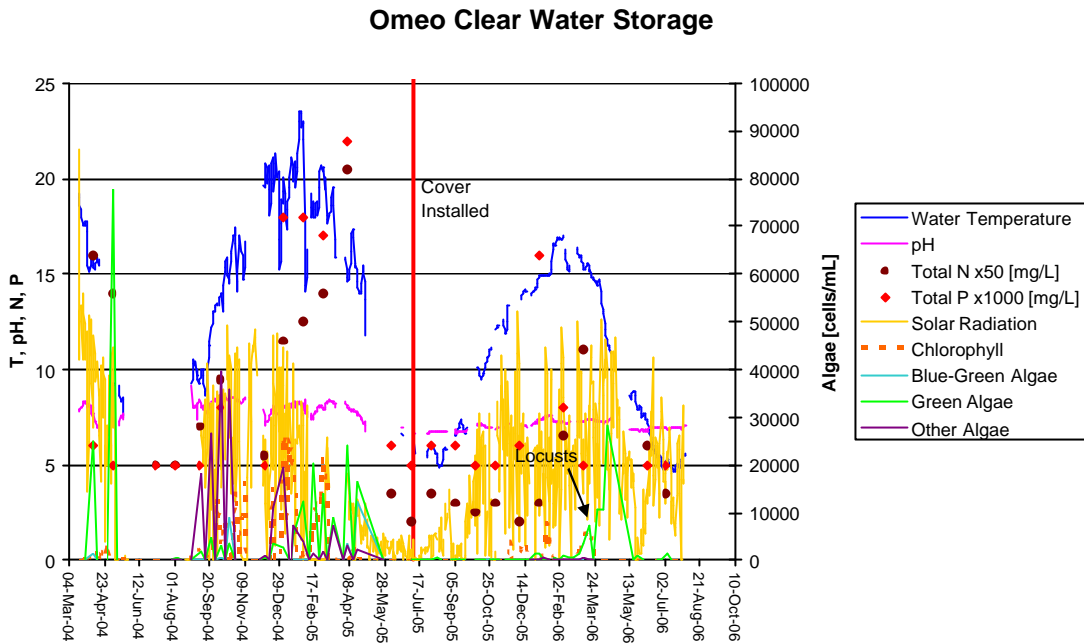 Omeo Clear Water Storage
25
20
15
10
5
0
T, pH, N, P
100000
90000
80000
70000
60000
50000
40000
30000
20000
10000
0
Algae [cells/mL]
Cover
Installed
Locusts
04-Mar-04
23-Apr-04
12-Jun-04
01-Aug-04
20-Sep-04
09-Nov-04
29-Dec-04
17-Feb-05
08-Apr-05
28-May-05
17-Jul-05
05-Sep-05
25-Oct-05
14-Dec-05
02-Feb-06
24-Mar-06
13-May-06
02-Jul-06
21-Aug-06
10-Oct-06
Water Temperature
pH
Total N x50 [mg/L]
Total P x1000 [mg/L]
Solar Radiation
Chlorophyll
Blue-Green Algae
Green Algae
Other Algae